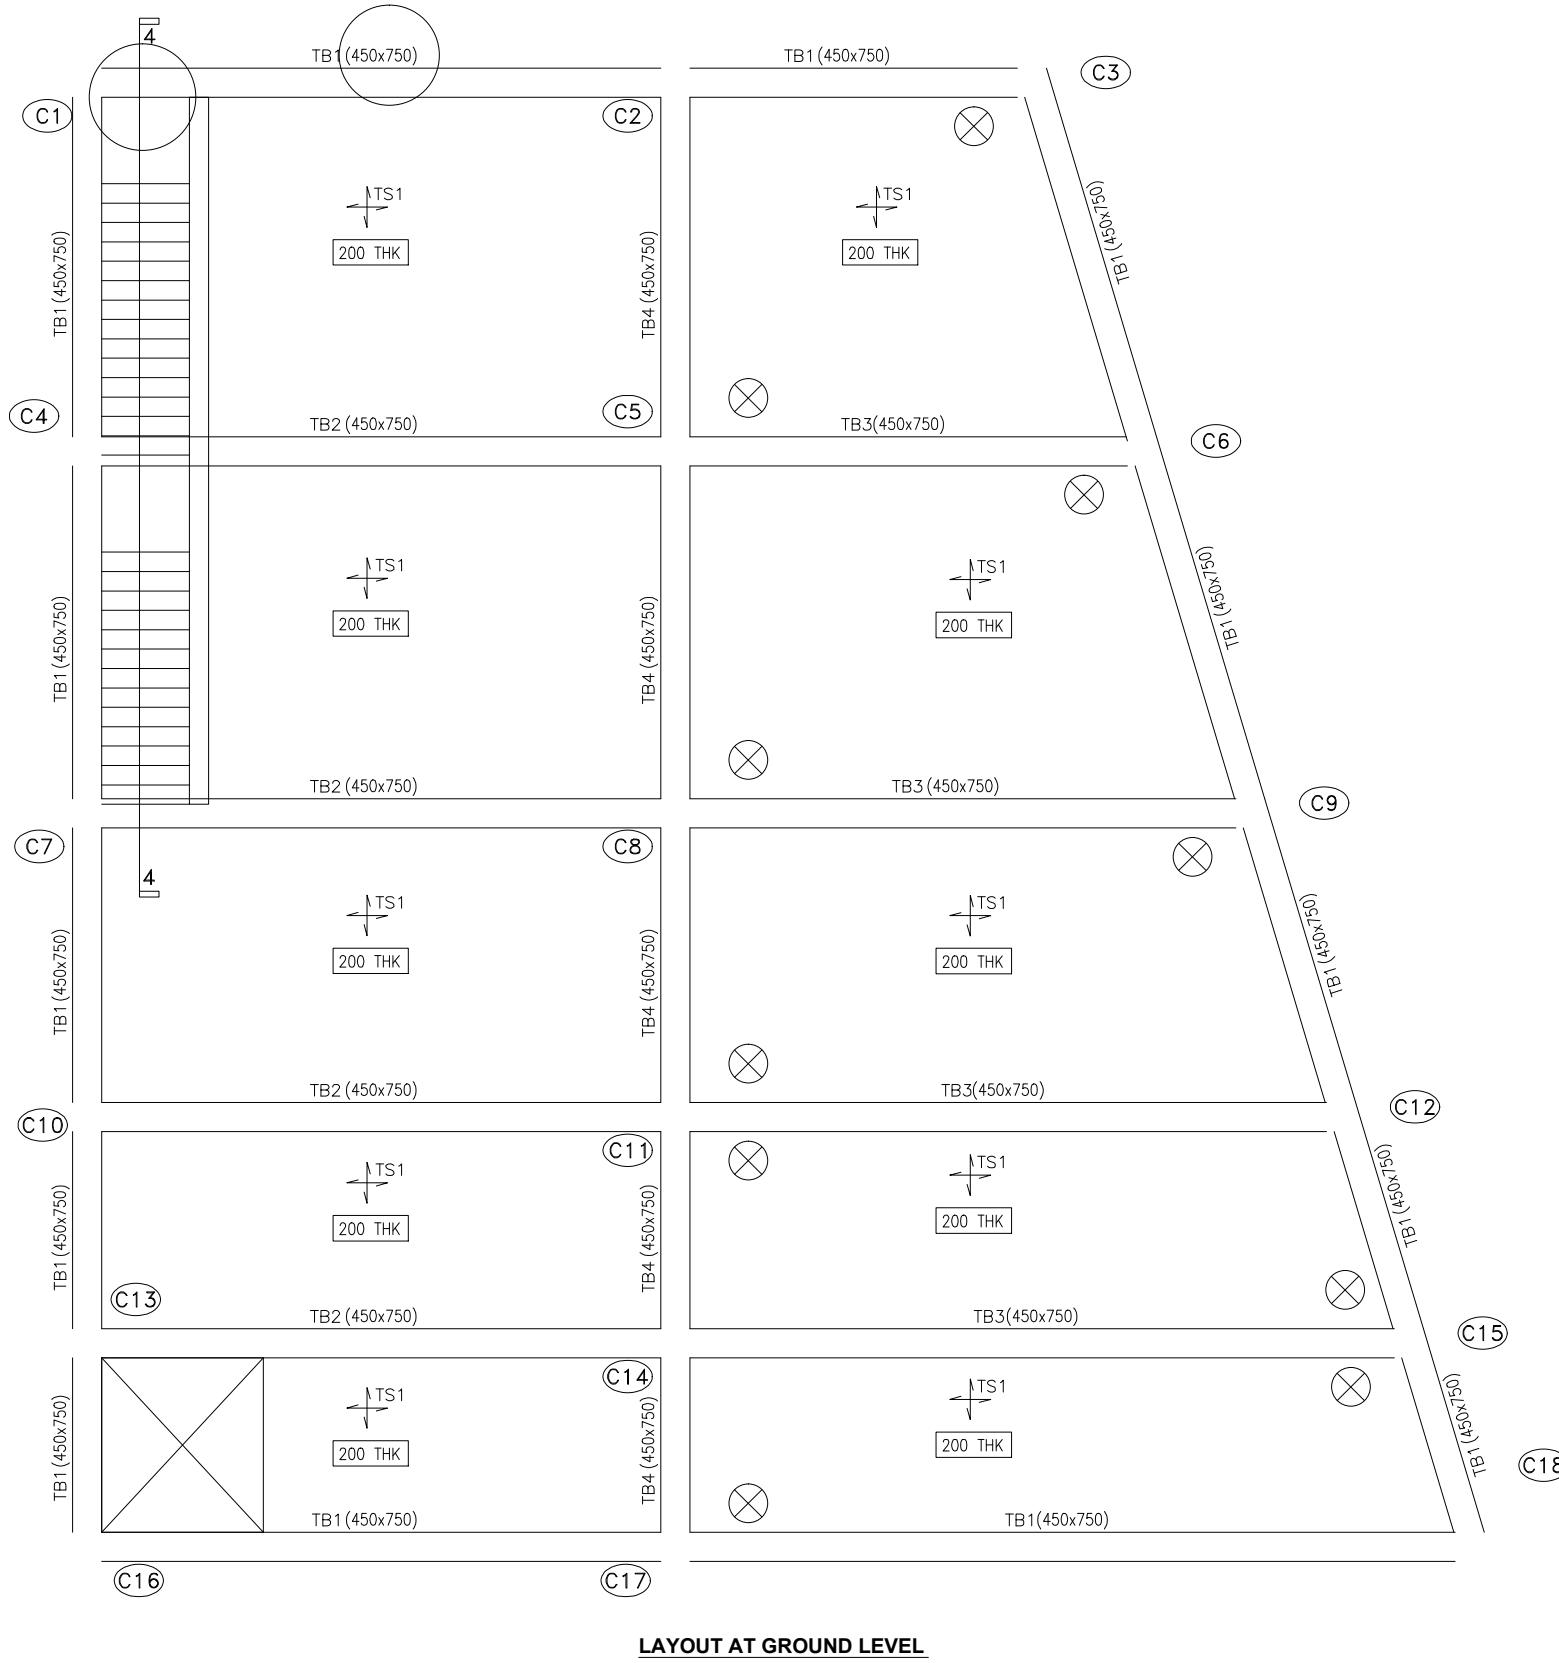 4
TB1 (450x750)
TB1 (450x750)
C3
C1
C2
TS1
200 THK
TS1
200 THK
TB1 (450x750)
TB4 (450x750)
TB1 (450x750)
C4
TB2 (450x750)
C5
TB3(450x750)
C6
TS1
200 THK
TS1
200 THK
TB1 (450x750)
TB4 (450x750)
TB1 (450x750)
TB2 (450x750)
TB3 (450x750)
C9
C7
C8
4
TS1
200 THK
TS1
200 THK
TB1 (450x750)
TB4 (450x750)
TB1 (450x750)
TB2 (450x750)
TB3(450x750)
C12
C10
C11
TS1
200 THK
TS1
200 THK
TB1 (450x750)
TB4 (450x750)
TB1 (450x750)
C13
TB2 (450x750)
TB3(450x750)
C15
C14
TS1
200 THK
TS1
200 THK
TB1 (450x750)
TB4 (450x750)
TB1 (450x750)
C18
TB1 (450x750)
TB1(450x750)
C16
C17
LAYOUT AT GROUND LEVEL